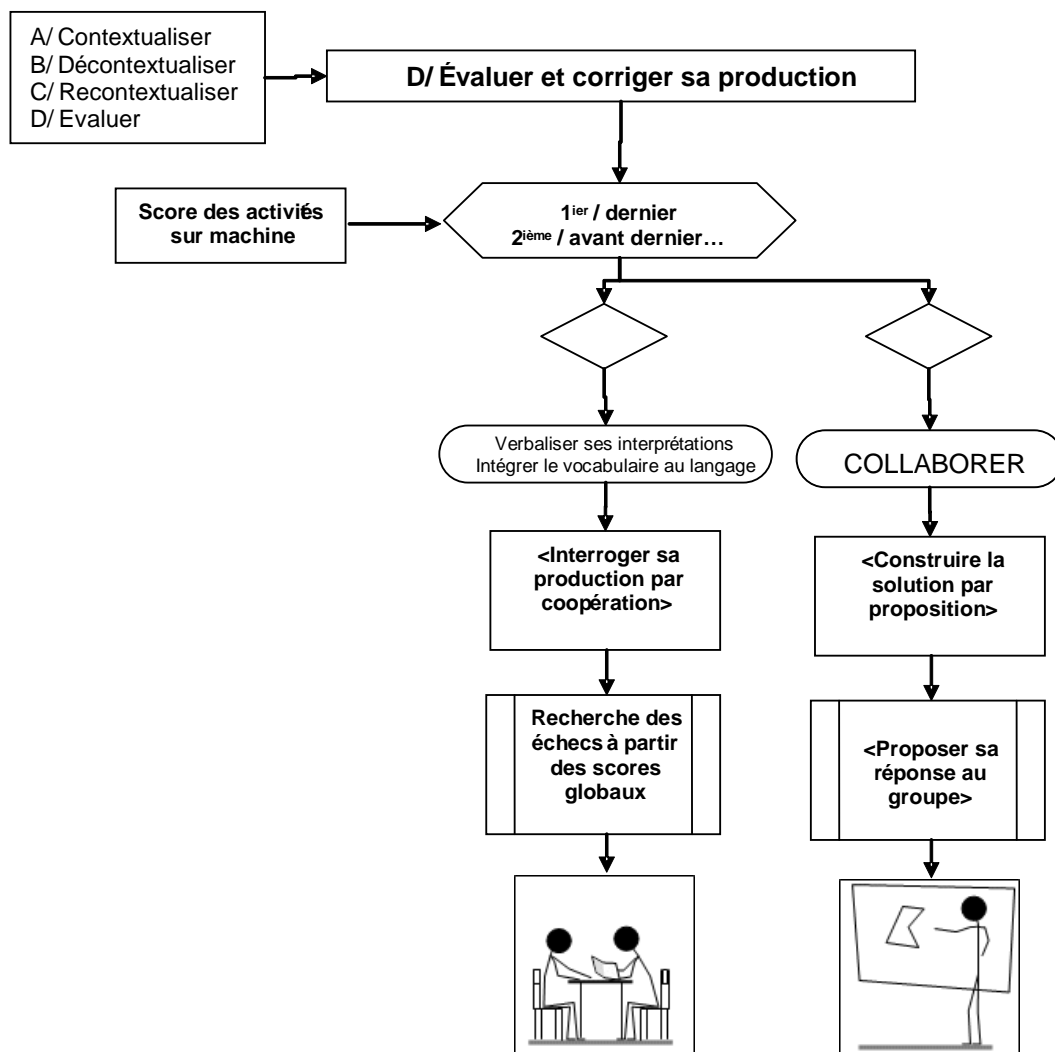 A/ Contextualiser
B/ Décontextualiser
C/ Recontextualiser
D/ Evaluer
D/ Évaluer et corriger sa production
Score des activités
sur machine
1ier / dernier
2ième / avant dernier…
Verbaliser ses interprétations
Intégrer le vocabulaire au langage
COLLABORER
<Interroger sa
production par
coopération>
<Construire la
solution par
proposition>
Recherche des
échecs à partir
des scores
globaux
<Proposer sa
réponse au
groupe>